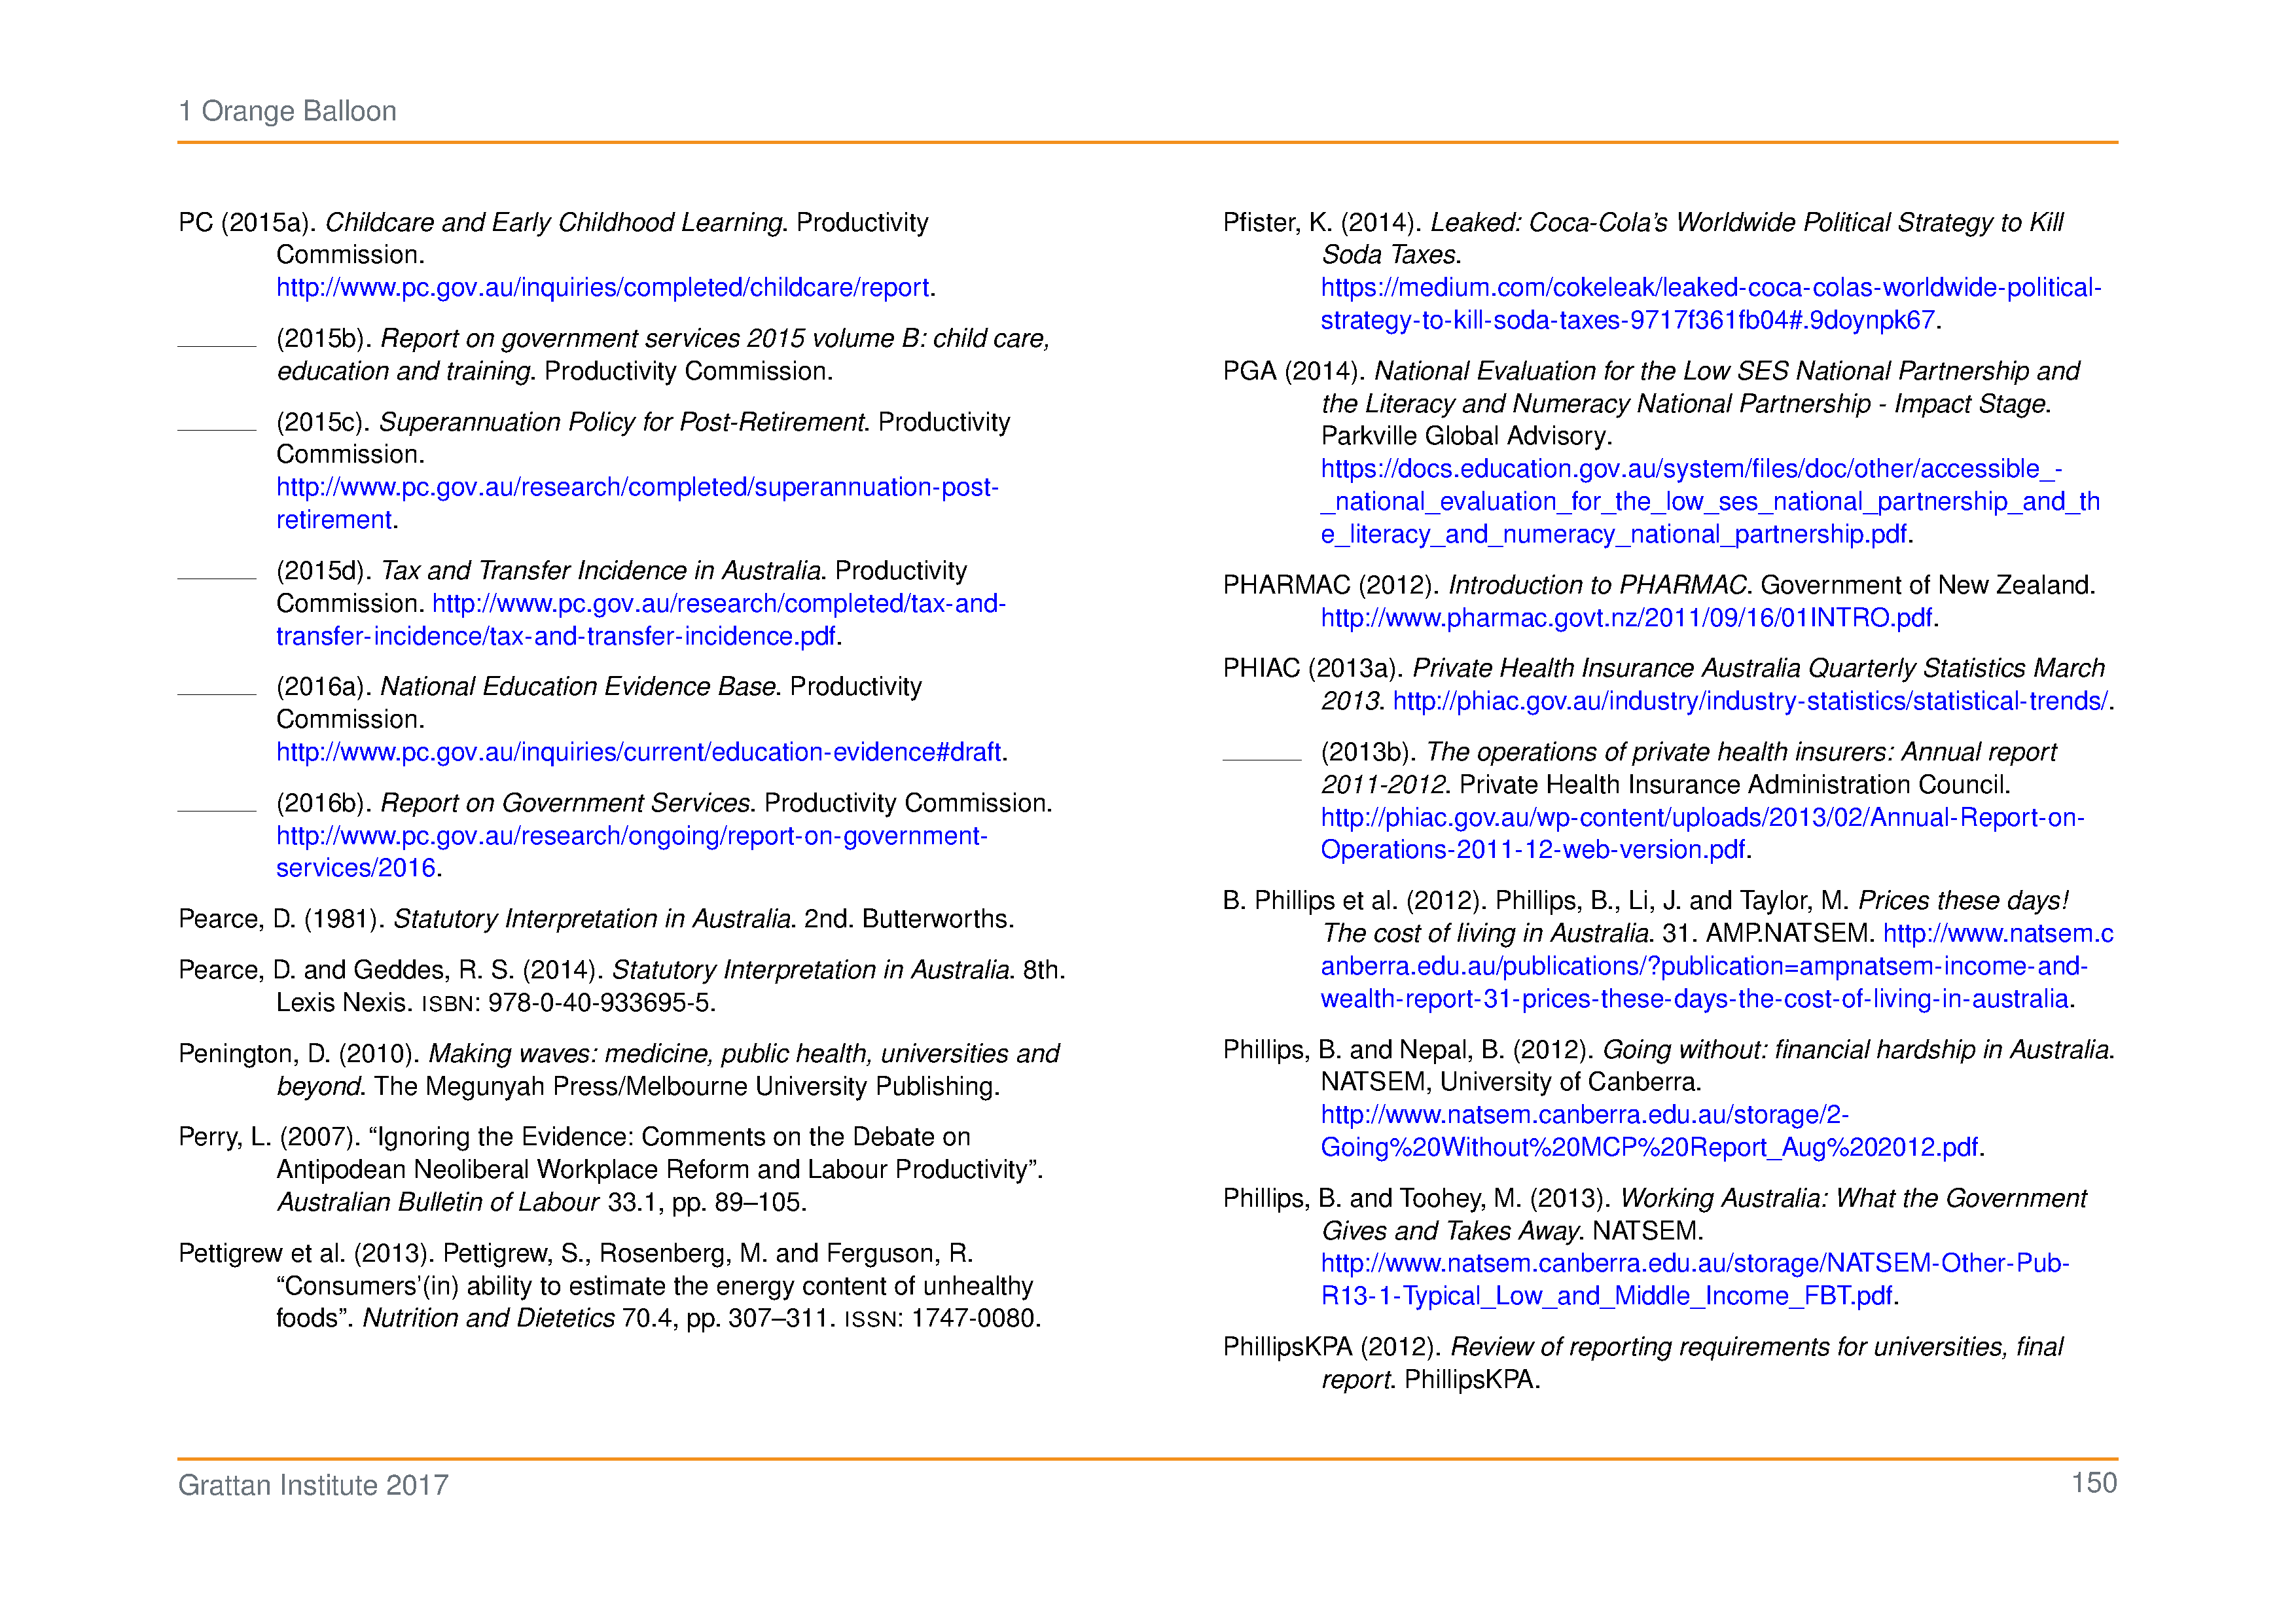 1 Orange Balloon
PC (2015a). Childcare and Early Childhood Learning. Productivity
Commission.
http://www.pc.gov.au/inquiries/completed/childcare/report.
(2015b). Report on government services 2015 volume B: child care,
education and training. Productivity Commission.
(2015c). Superannuation Policy for Post-Retirement. Productivity
Commission.
http://www.pc.gov.au/research/completed/superannuation-post-
retirement.
(2015d). Tax and Transfer Incidence in Australia. Productivity
Commission. http://www.pc.gov.au/research/completed/tax-and-
transfer-incidence/tax-and-transfer-incidence.pdf.
(2016a). National Education Evidence Base. Productivity
Commission.
http://www.pc.gov.au/inquiries/current/education-evidence#draft.
(2016b). Report on Government Services. Productivity Commission.
http://www.pc.gov.au/research/ongoing/report-on-government-
services/2016.
Pearce, D. (1981). Statutory Interpretation in Australia. 2nd. Butterworths.
Pearce, D. and Geddes, R. S. (2014). Statutory Interpretation in Australia. 8th.
Lexis Nexis. ISBN: 978-0-40-933695-5.
Penington, D. (2010). Making waves: medicine, public health, universities and
beyond. The Megunyah Press/Melbourne University Publishing.
Perry, L. (2007). “Ignoring the Evidence: Comments on the Debate on
Antipodean Neoliberal Workplace Reform and Labour Productivity”.
Australian Bulletin of Labour 33.1, pp. 89–105.
Pettigrew et al. (2013). Pettigrew, S., Rosenberg, M. and Ferguson, R.
“Consumers’(in) ability to estimate the energy content of unhealthy
foods”. Nutrition and Dietetics 70.4, pp. 307–311. ISSN: 1747-0080.
Pfister, K. (2014). Leaked: Coca-Cola’s Worldwide Political Strategy to Kill
Soda Taxes.
https://medium.com/cokeleak/leaked-coca-colas-worldwide-political-
strategy-to-kill-soda-taxes-9717f361fb04#.9doynpk67.
PGA (2014). National Evaluation for the Low SES National Partnership and
the Literacy and Numeracy National Partnership - Impact Stage.
Parkville Global Advisory.
https://docs.education.gov.au/system/files/doc/other/accessible_-
_national_evaluation_for_the_low_ses_national_partnership_and_th
e_literacy_and_numeracy_national_partnership.pdf.
PHARMAC (2012). Introduction to PHARMAC. Government of New Zealand.
http://www.pharmac.govt.nz/2011/09/16/01INTRO.pdf.
PHIAC (2013a). Private Health Insurance Australia Quarterly Statistics March
2013. http://phiac.gov.au/industry/industry-statistics/statistical-trends/.
(2013b). The operations of private health insurers: Annual report
2011-2012. Private Health Insurance Administration Council.
http://phiac.gov.au/wp-content/uploads/2013/02/Annual-Report-on-
Operations-2011-12-web-version.pdf.
B. Phillips et al. (2012). Phillips, B., Li, J. and Taylor, M. Prices these days!
The cost of living in Australia. 31. AMP.NATSEM. http://www.natsem.c
anberra.edu.au/publications/?publication=ampnatsem-income-and-
wealth-report-31-prices-these-days-the-cost-of-living-in-australia.
Phillips, B. and Nepal, B. (2012). Going without: financial hardship in Australia.
NATSEM, University of Canberra.
http://www.natsem.canberra.edu.au/storage/2-
Going%20Without%20MCP%20Report_Aug%202012.pdf.
Phillips, B. and Toohey, M. (2013). Working Australia: What the Government
Gives and Takes Away. NATSEM.
http://www.natsem.canberra.edu.au/storage/NATSEM-Other-Pub-
R13-1-Typical_Low_and_Middle_Income_FBT.pdf.
PhillipsKPA (2012). Review of reporting requirements for universities, final
report. PhillipsKPA.
Grattan Institute 2017
150